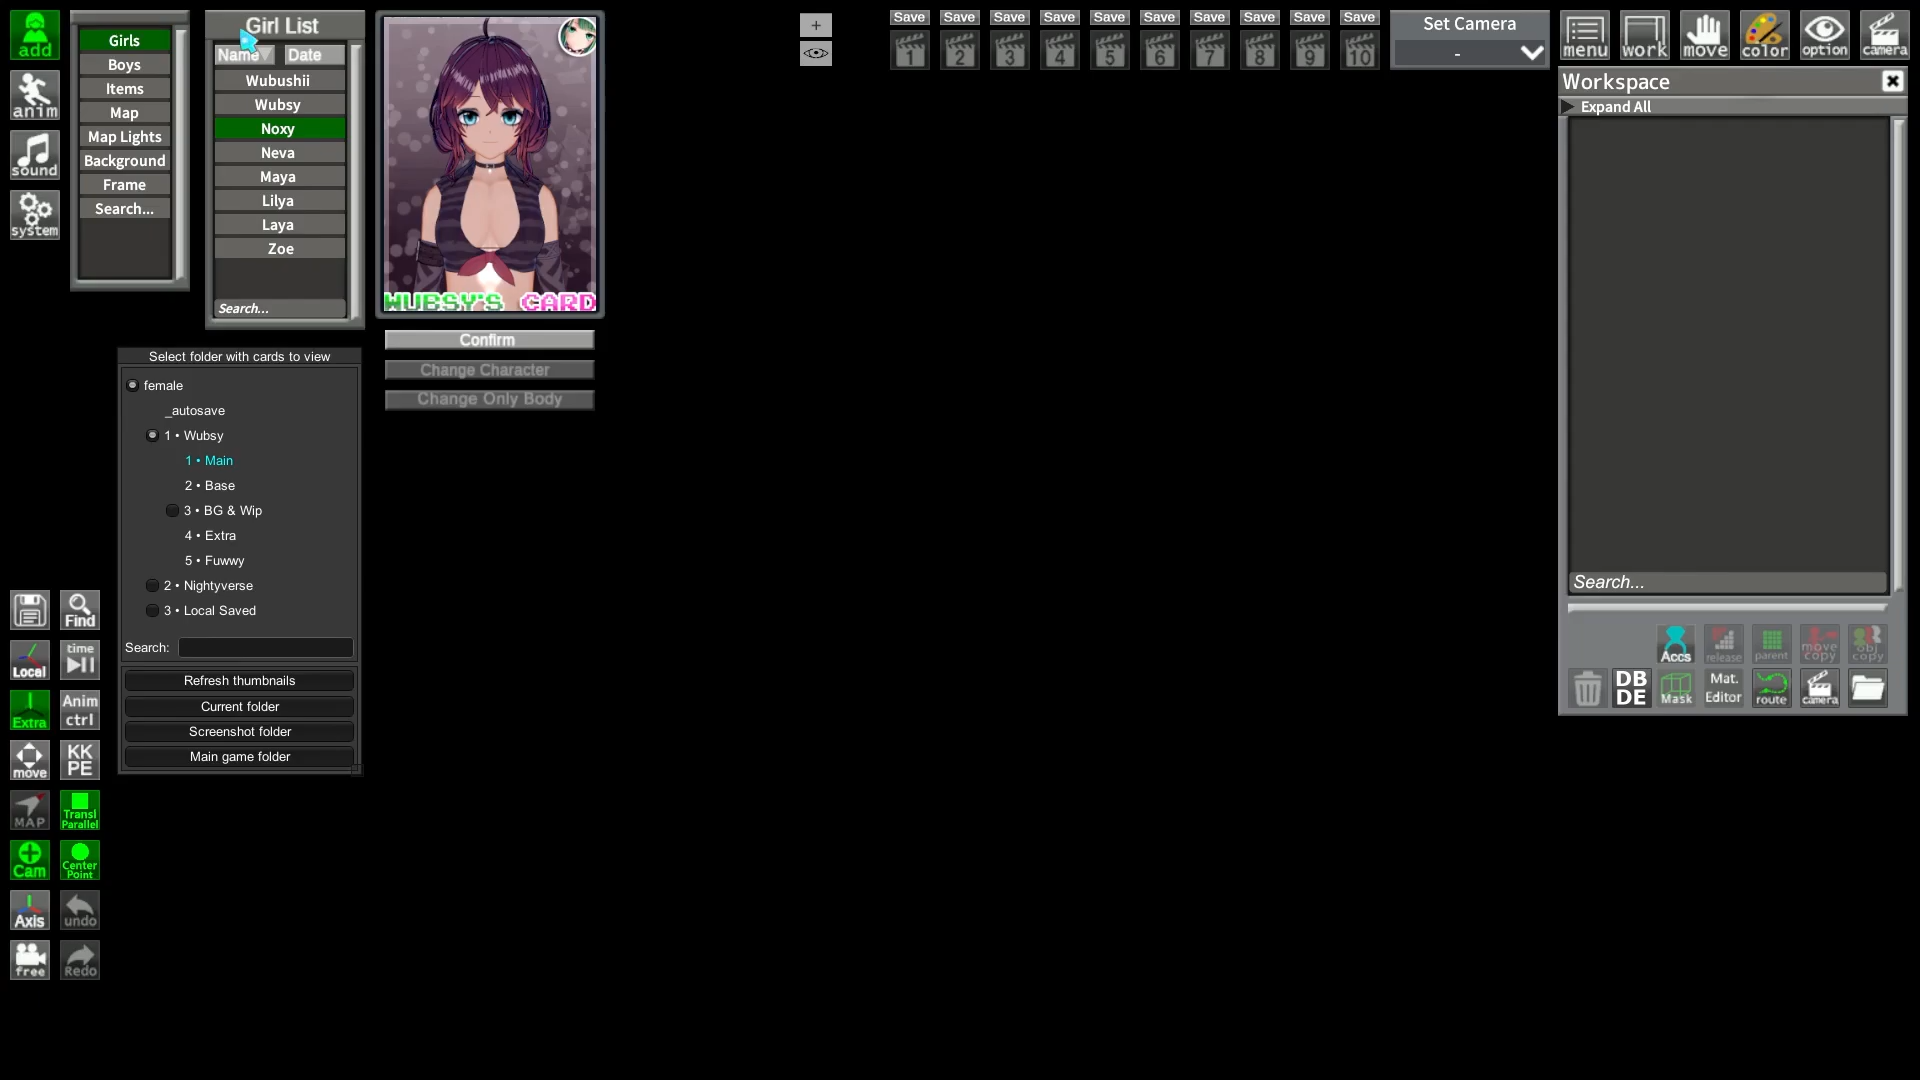 add
anim
sound
system
Girls
Boys
Items
Map
Map Lights
Background
Frame
Search...
Girl List
Name
Date
Wubushii
Wubsy
Noxy
Neva
Maya
Lilya
Laya
Zoe
Search...
WUBSY'S CARD
Confirm
Change Character
Change Only Body
Select folder with cards to view
female
_autosave
1 • Wubsy
1 • Main
2 • Base
3 • BG & Wip
4 • Extra
5 • Fuwwy
2 • Nightyverse
3 • Local Saved
Search:
Refresh thumbnails
Current folder
Screenshot folder
Main game folder
Find
Local
time
Extra
Anim
ctrl
move
KK
PE
MAP
Transl
Parallel
Cam
Center
Point
Axis
undo
free
Redo
+
Save Save Save Save Save Save Save Save Save Save
1 2 3 4 5 6 7 8 9 10
Set Camera
-
menu
work
move
color
option
camera
Workspace
Expand All
Search...
Accs
release
parent
move
copy
obj
copy
DB
DE
Mask
Mat.
Editor
route
camera